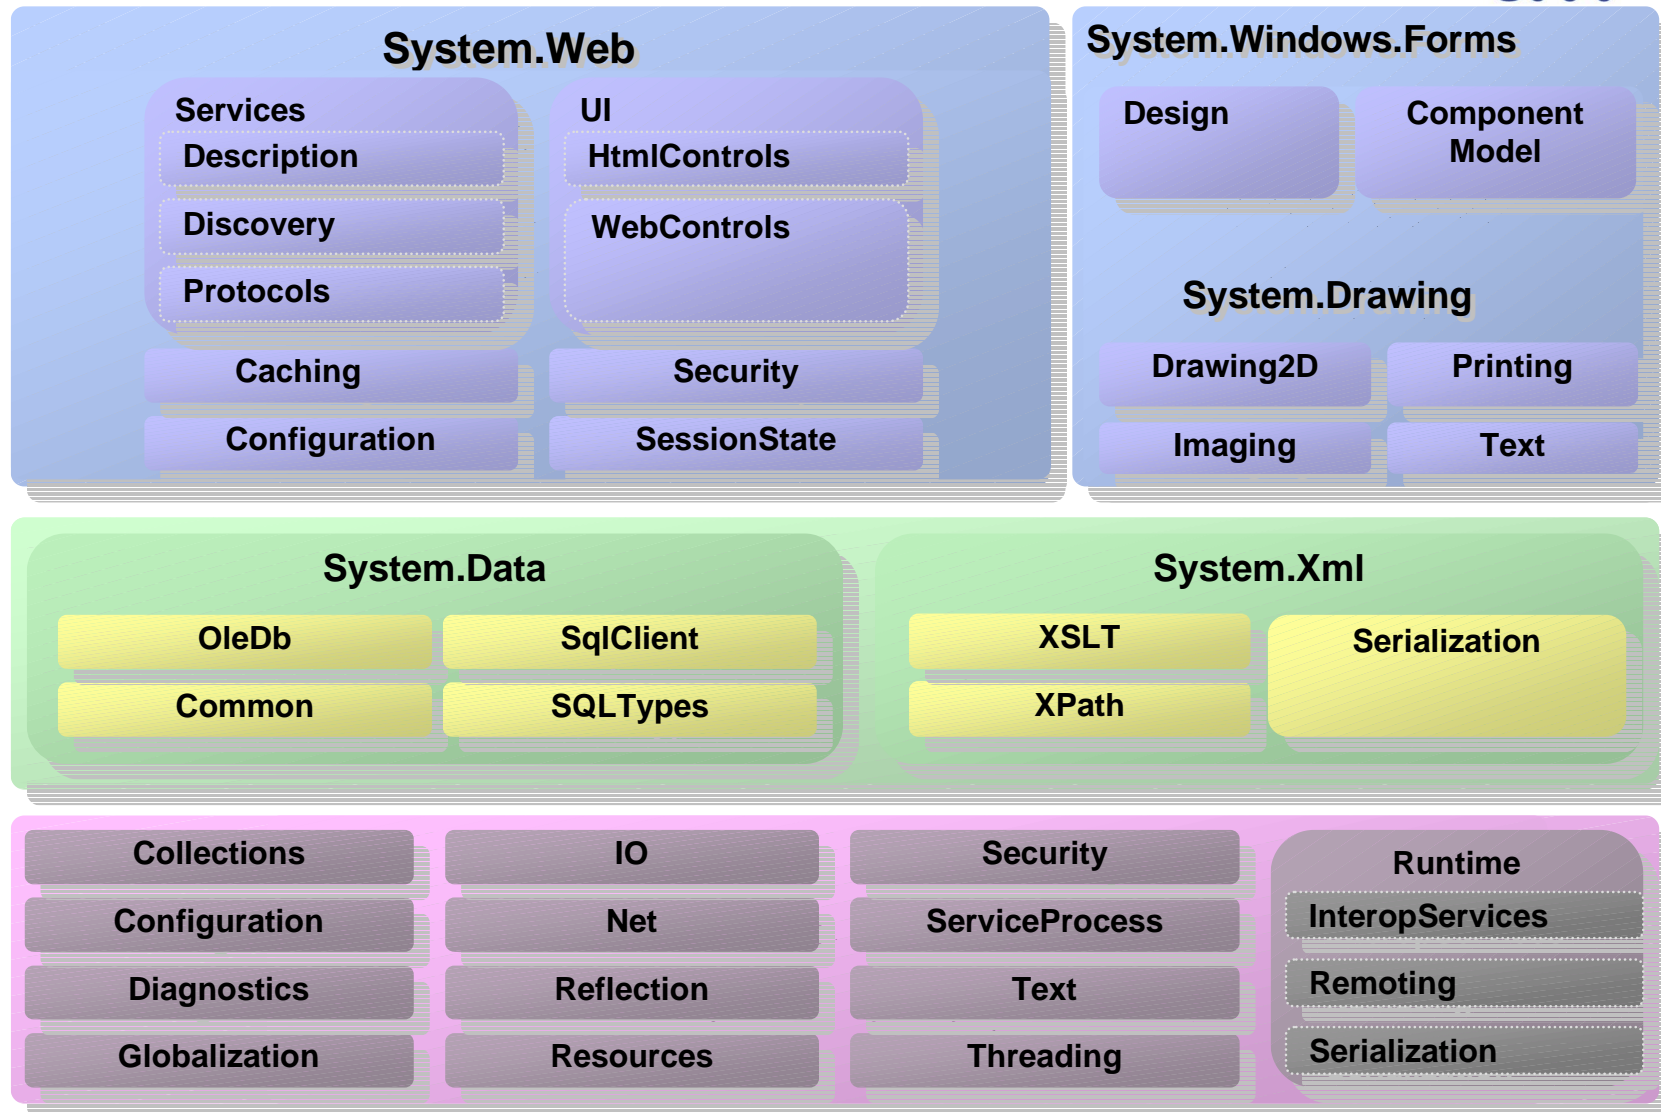 System.Web
Services
Description
Discovery
Protocols
UI
HtmlControls
WebControls
Caching
Security
Configuration
SessionState
System.Windows.Forms
Design
Component
Model
System.Drawing
Drawing2D
Printing
Imaging
Text
System.Data
OleDb
SqlClient
Common
SQLTypes
System.Xml
XSLT
Serialization
XPath
Collections
IO
Security
Configuration
Net
ServiceProcess
Diagnostics
Reflection
Text
Globalization
Resources
Threading
Runtime
InteropServices
Remoting
Serialization